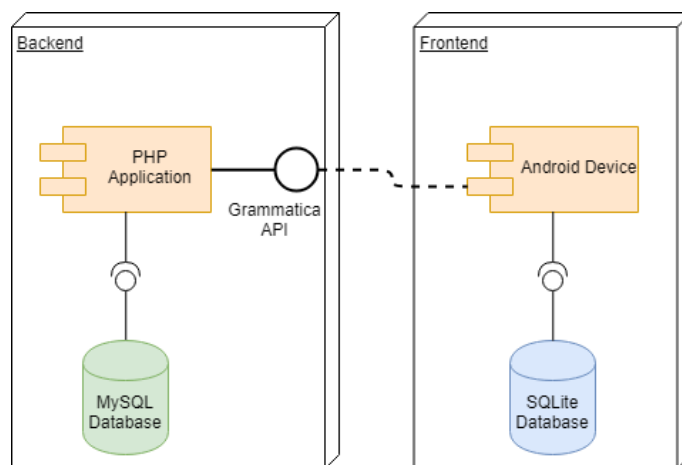 Backend
PHP
Application
Grammatica
API
MySQL
Database
Frontend
Android Device
SQLite
Database